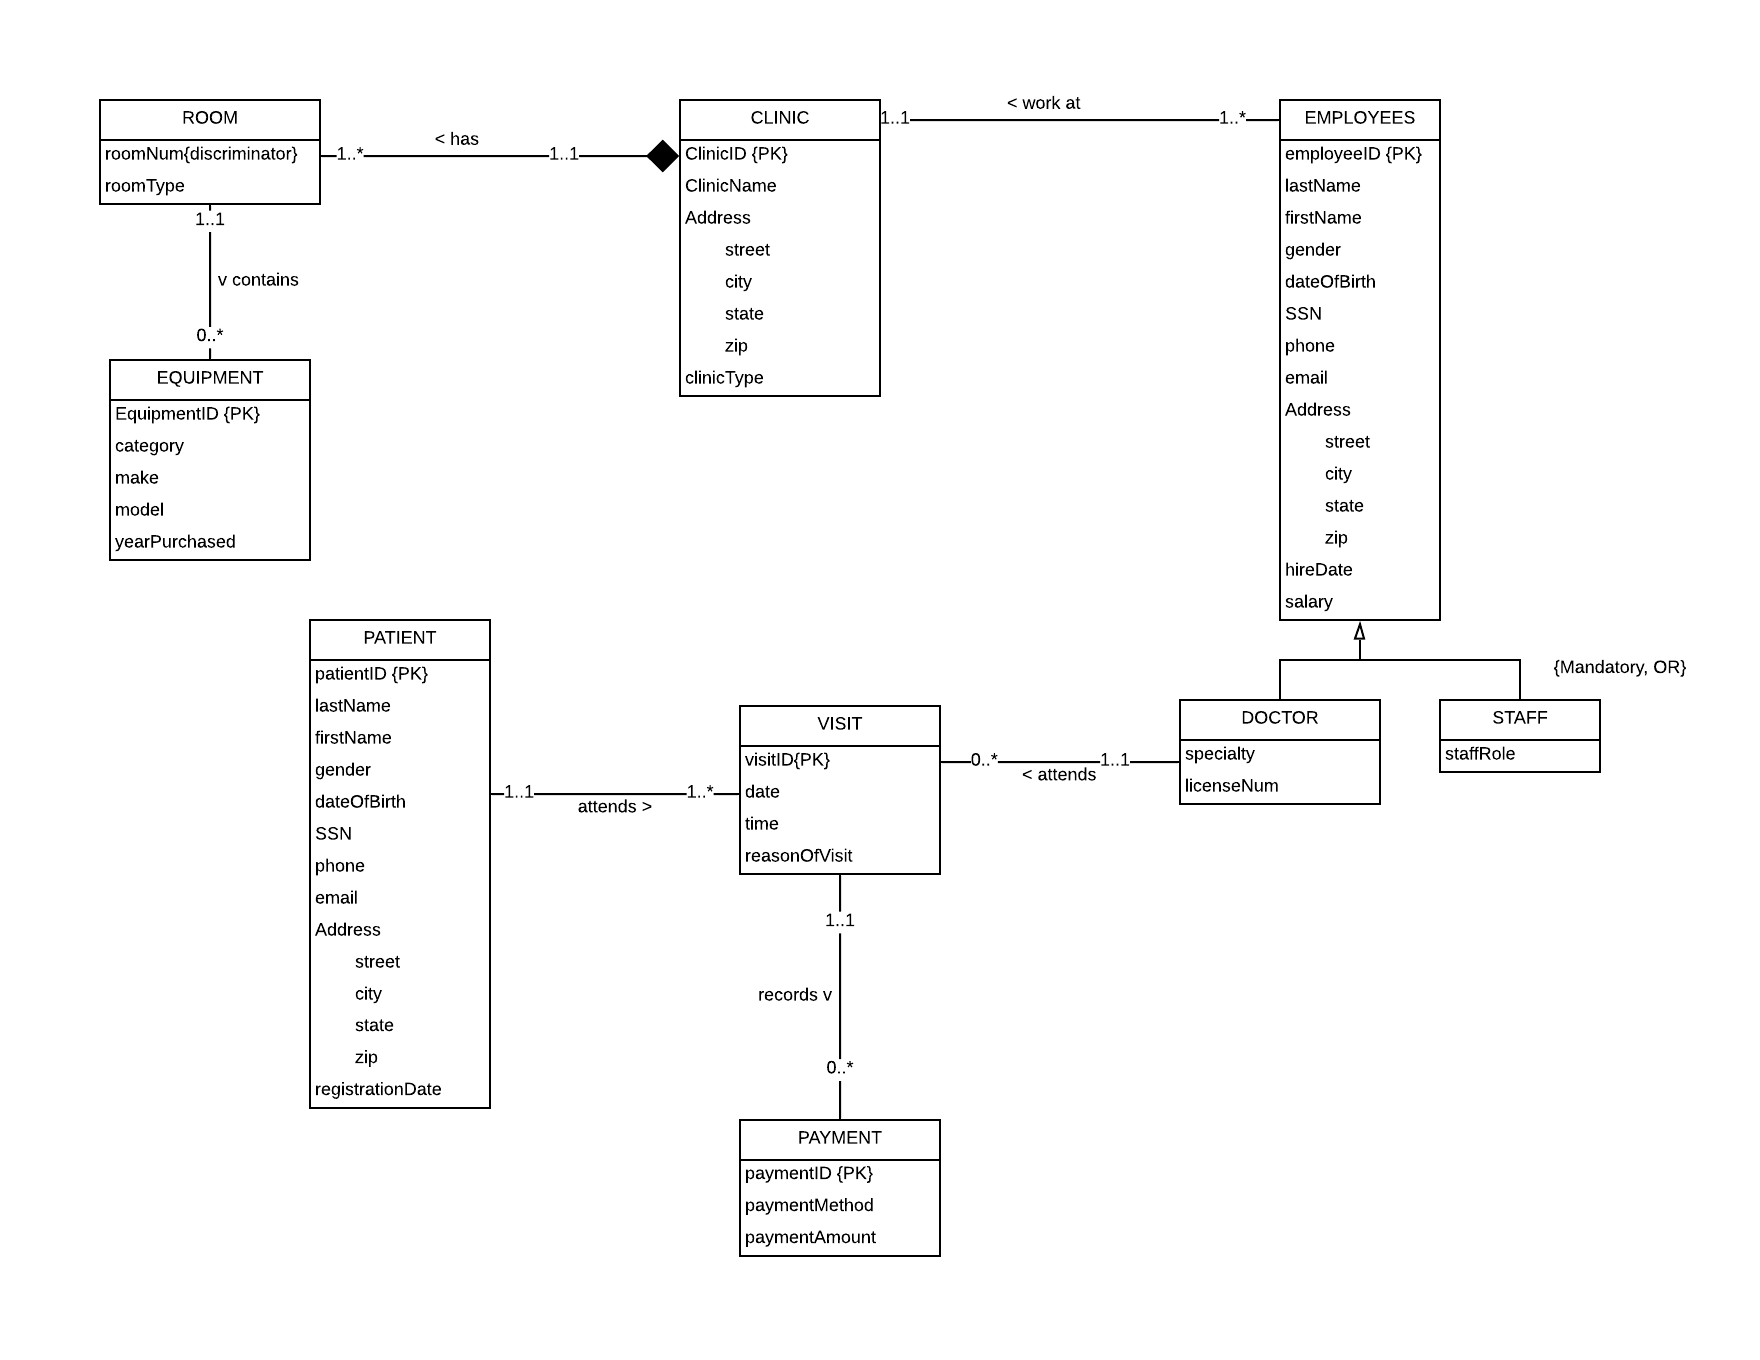 ROOM
roomNum{discriminator}
roomType
1..*
< has
1..1
CLINIC
ClinicID {PK}
ClinicName
Address
street
city
state
zip
clinicType
1..1
< work at
1..*
EMPLOYEES
employeeID {PK}
lastName
firstName
gender
dateOfBirth
SSN
phone
email
Address
street
city
state
zip
hireDate
salary
1..1
v contains
0..*
EQUIPMENT
EquipmentID {PK}
category
make
model
yearPurchased
{Mandatory, OR}
PATIENT
patientID {PK}
lastName
firstName
gender
dateOfBirth
SSN
phone
email
Address
street
city
state
zip
registrationDate
1..1
attends >
1..*
VISIT
visitID{PK}
date
time
reasonOfVisit
0..*
< attends
1..1
DOCTOR
specialty
licenseNum
STAFF
staffRole
1..1
records v
0..*
PAYMENT
paymentID {PK}
paymentMethod
paymentAmount